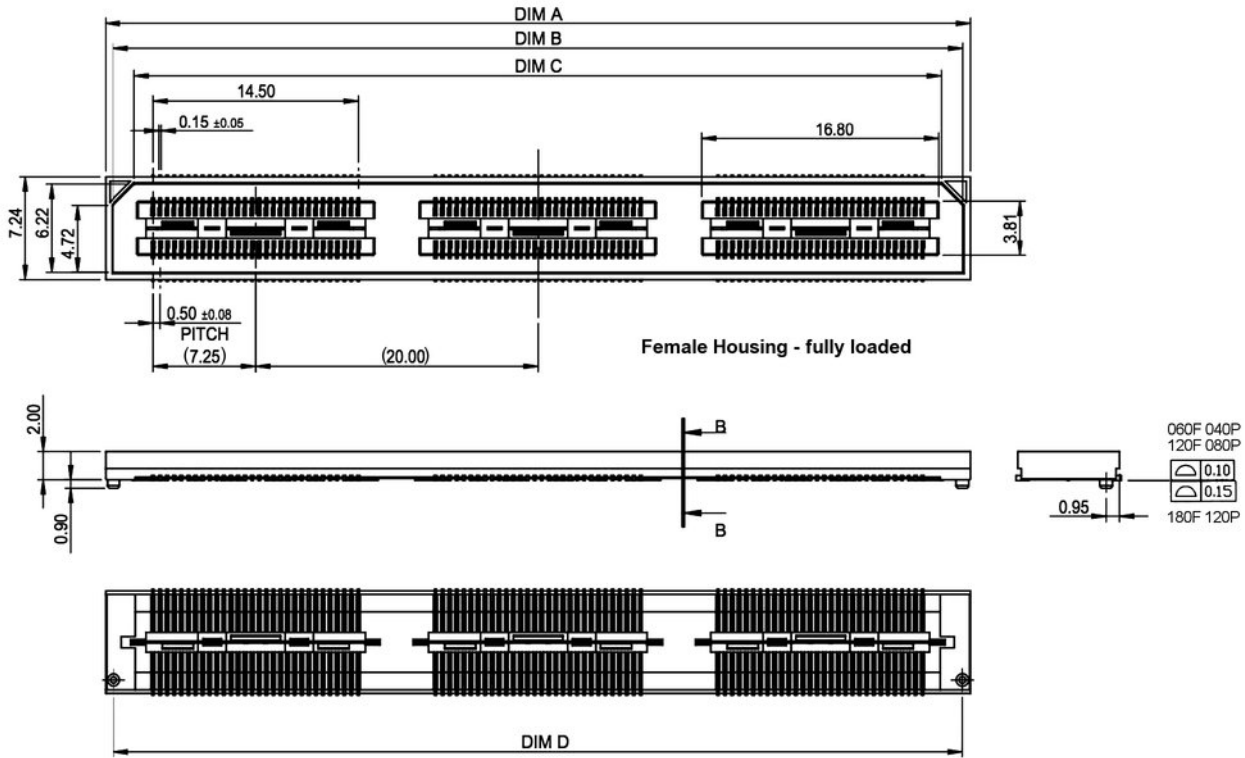 DIM A
DIM B
DIM C
14.50
0.15 ±0.05
16.80
7.24
6.22
4.72
3.81
0.50 ±0.08
PITCH
(7.25)
(20.00)
Female Housing - fully loaded
2.00
0.90
B
B
060F 040P
120F 080P
0.10
0.15
180F 120P
0.95
DIM D